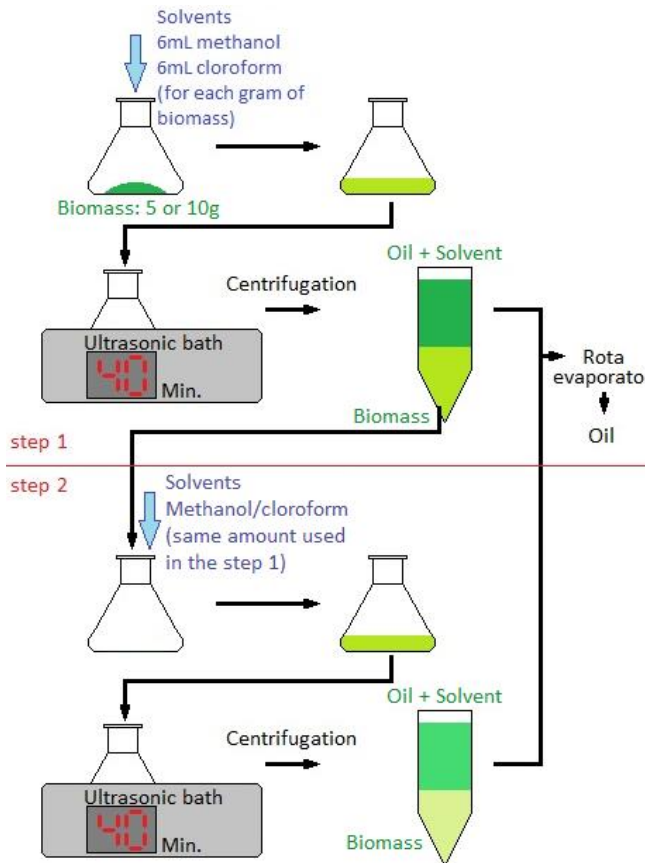 Solvents
6mL methanol
6mL cloroform
(for each gram of
biomass)
Biomass: 5 or 10g
Oil + Solvent
Centrifugation
Ultrasonic bath
40
Min.
Rota
evaporato
Oil
Biomass
step 1
step 2
Solvents
Methanol/cloroform
(same amount used
in the step 1)
Oil + Solvent
Centrifugation
Ultrasonic bath
40
Min.
Biomass